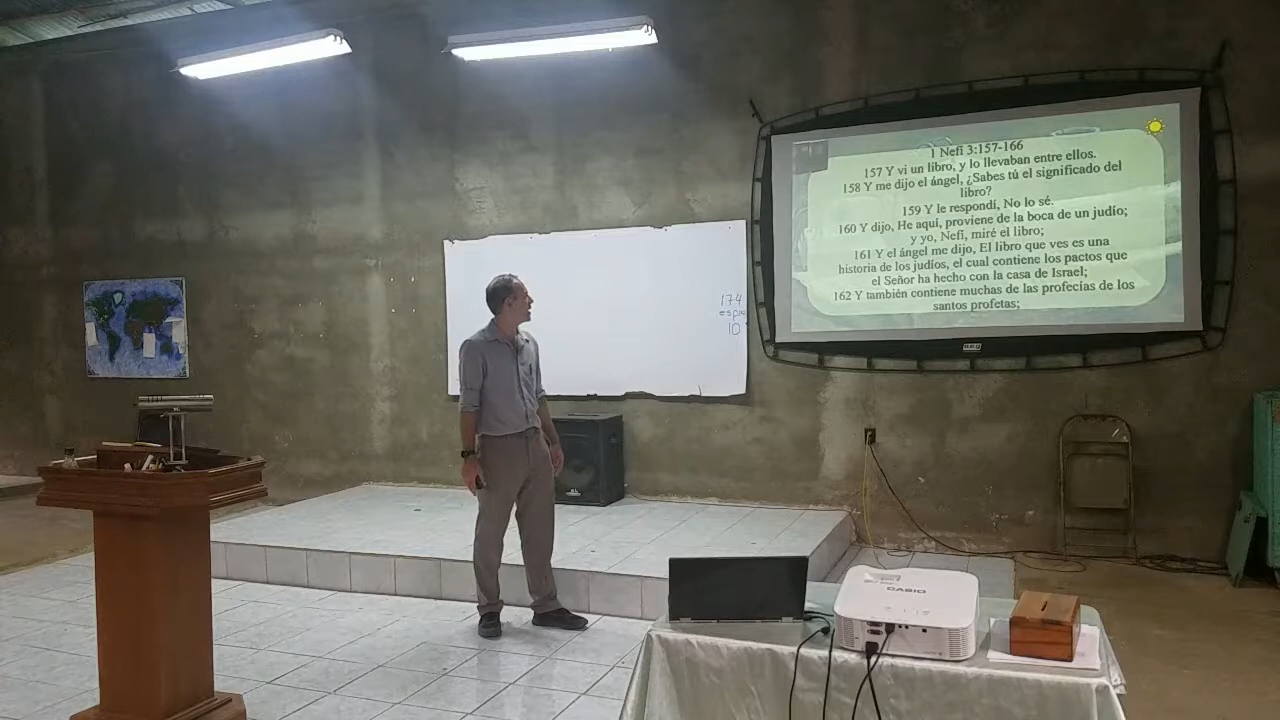 1 Nefi 3:157-166
157 Y vi un libro, y lo llevaban entre ellos.
158 Y me dijo el ángel, ¿Sabes tú el significado del
libro?
159 Y le respondí, No lo sé.
160 Y dijo, He aquí, proviene de la boca de un judío;
y yo, Nefi, miré el libro;
161 Y el ángel me dijo, El libro que ves es una
historia de los judíos, el cual contiene los pactos que
el Señor ha hecho con la casa de Israel;
162 Y también contiene muchas de las profecías de los
santos profetas;
174
10
CASIO